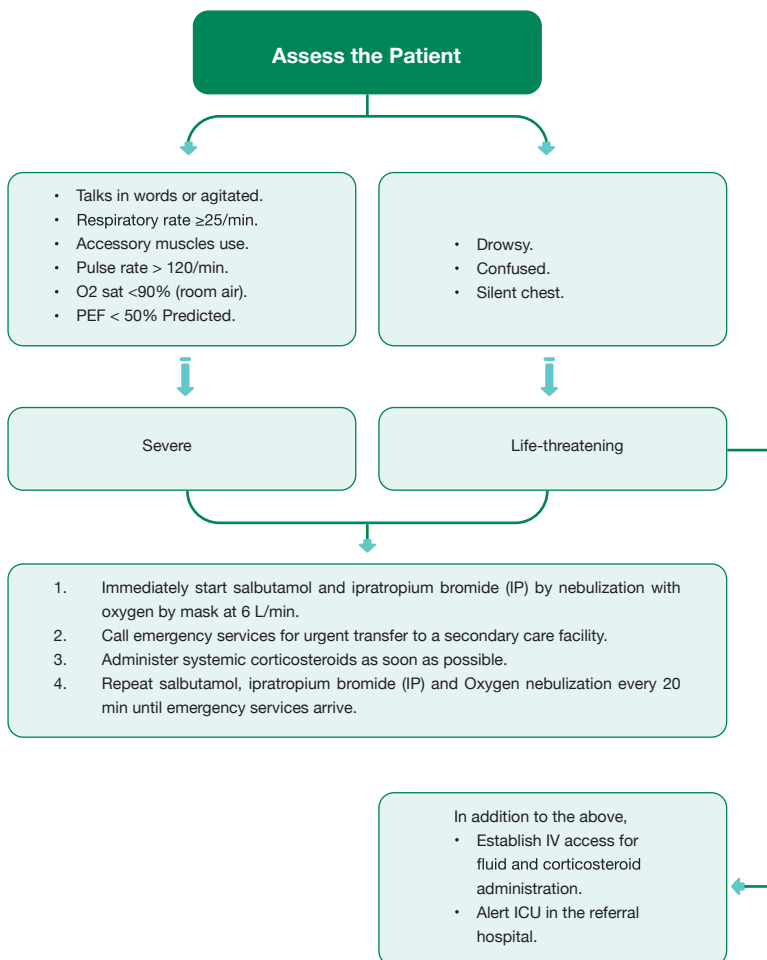 Assess the Patient
• Talks in words or agitated.
• Respiratory rate ≥25/min.
• Accessory muscles use.
• Pulse rate > 120/min.
• O2 sat <90% (room air).
• PEF < 50% Predicted.
• Drowsy.
• Confused.
• Silent chest.
Severe
Life-threatening
1. Immediately start salbutamol and ipratropium bromide (IP) by nebulization with
oxygen by mask at 6 L/min.
2. Call emergency services for urgent transfer to a secondary care facility.
3. Administer systemic corticosteroids as soon as possible.
4. Repeat salbutamol, ipratropium bromide (IP) and Oxygen nebulization every 20
min until emergency services arrive.
In addition to the above,
• Establish IV access for
fluid and corticosteroid
administration.
• Alert ICU in the referral
hospital.